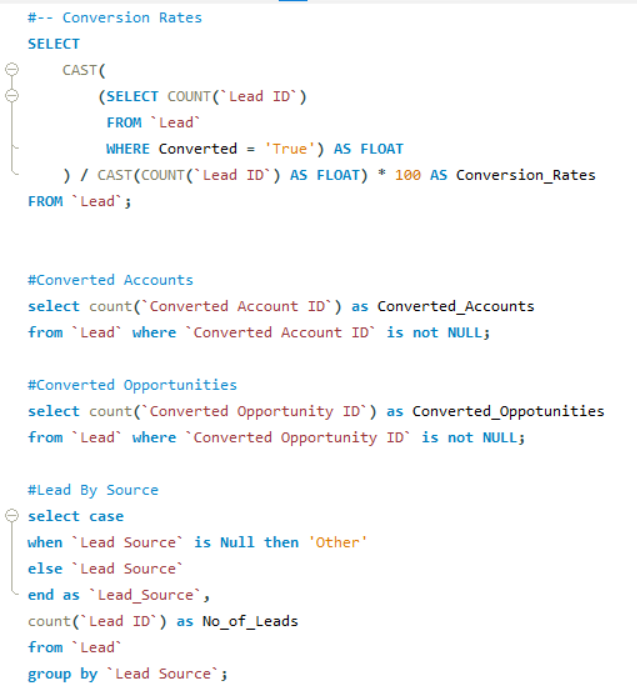 #-- Conversion Rates
SELECT
CAST(
(SELECT COUNT(`Lead ID`)
FROM `Lead`
WHERE Converted = 'True') AS FLOAT
) / CAST(COUNT(`Lead ID`) AS FLOAT) * 100 AS Conversion_Rates
FROM `Lead`;
#Converted Accounts
select count(`Converted Account ID`) as Converted_Accounts
from `Lead` where `Converted Account ID` is not NULL;
#Converted Opportunities
select count(`Converted Opportunity ID`) as Converted_Oppotunities
from `Lead` where `Converted Opportunity ID` is not NULL;
#Lead By Source
select case
when `Lead Source` is Null then 'Other'
else `Lead Source`
end as `Lead_Source`,
count(`Lead ID`) as No_of_Leads
from `Lead`
group by `Lead Source`;